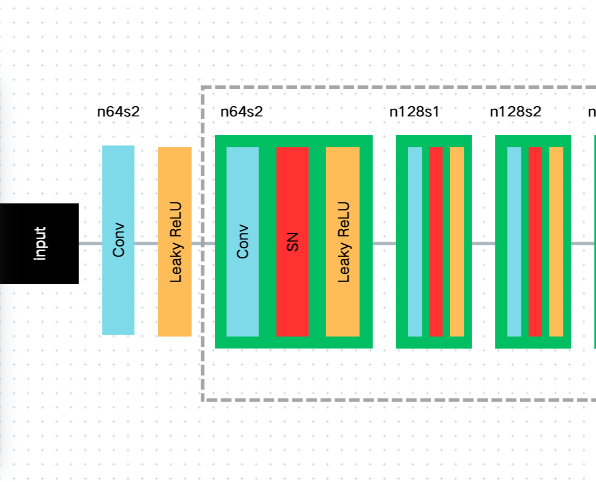 n64s2
n64s2
n128s1
n128s2
n
input
Conv
Leaky ReLU
Conv
SN
Leaky ReLU